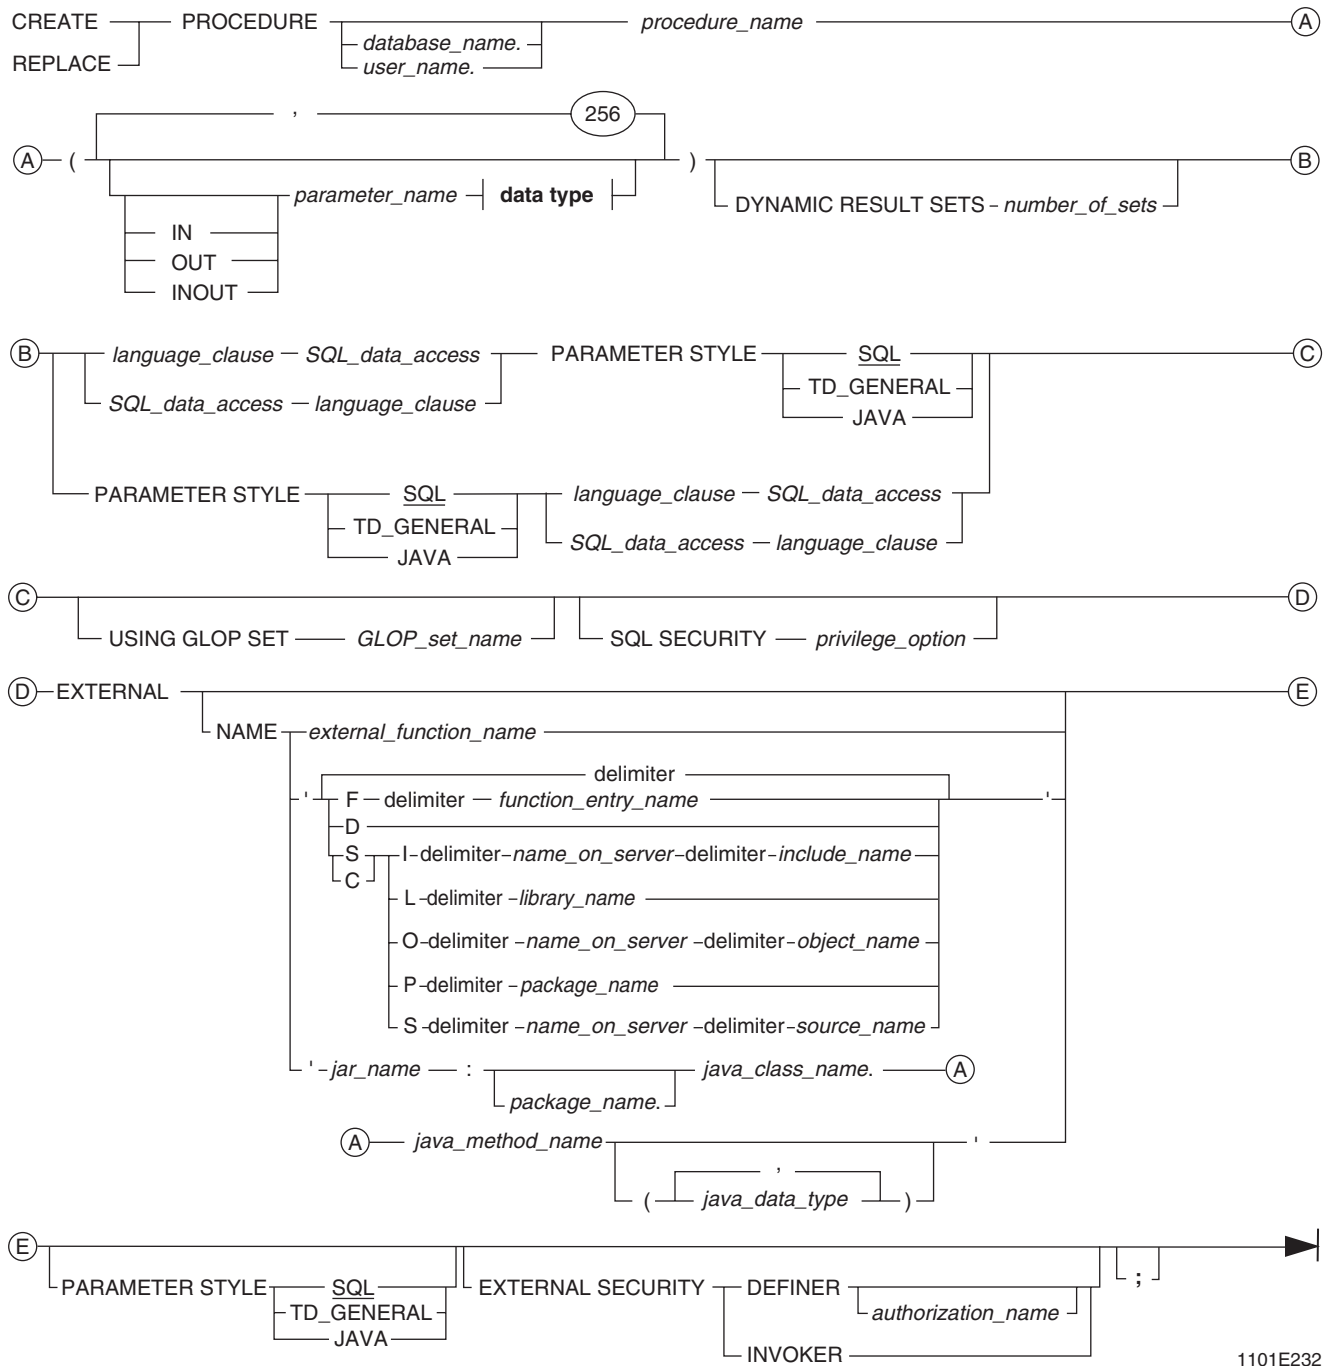 CREATE PROCEDURE procedure_name A
database_name.
REPLACE user_name.
, 256
A ( ) B
parameter_name data type
DYNAMIC RESULT SETS number_of_sets
IN
OUT
INOUT
B language_clause SQL_data_access PARAMETER STYLE SQL C
TD_GENERAL
SQL_data_access language_clause
JAVA
PARAMETER STYLE SQL language_clause SQL_data_access
TD_GENERAL
SQL_data_access language_clause
JAVA
C D
USING GLOP SET GLOP_set_name SQL SECURITY privilege_option
D EXTERNAL E
NAME external_function_name
delimiter
' F delimiter function_entry_name '
D
S I-delimiter-name_on_server-delimiter-include_name
C
L-delimiter-library_name
O-delimiter-name_on_server-delimiter-object_name
P-delimiter-package_name
S-delimiter-name_on_server-delimiter-source_name
' jar_name : java_class_name. A
package_name.
A java_method_name '
,
( java_data_type )
E
PARAMETER STYLE SQL EXTERNAL SECURITY DEFINER ;
TD_GENERAL authorization_name
JAVA
INVOKER
1101E232